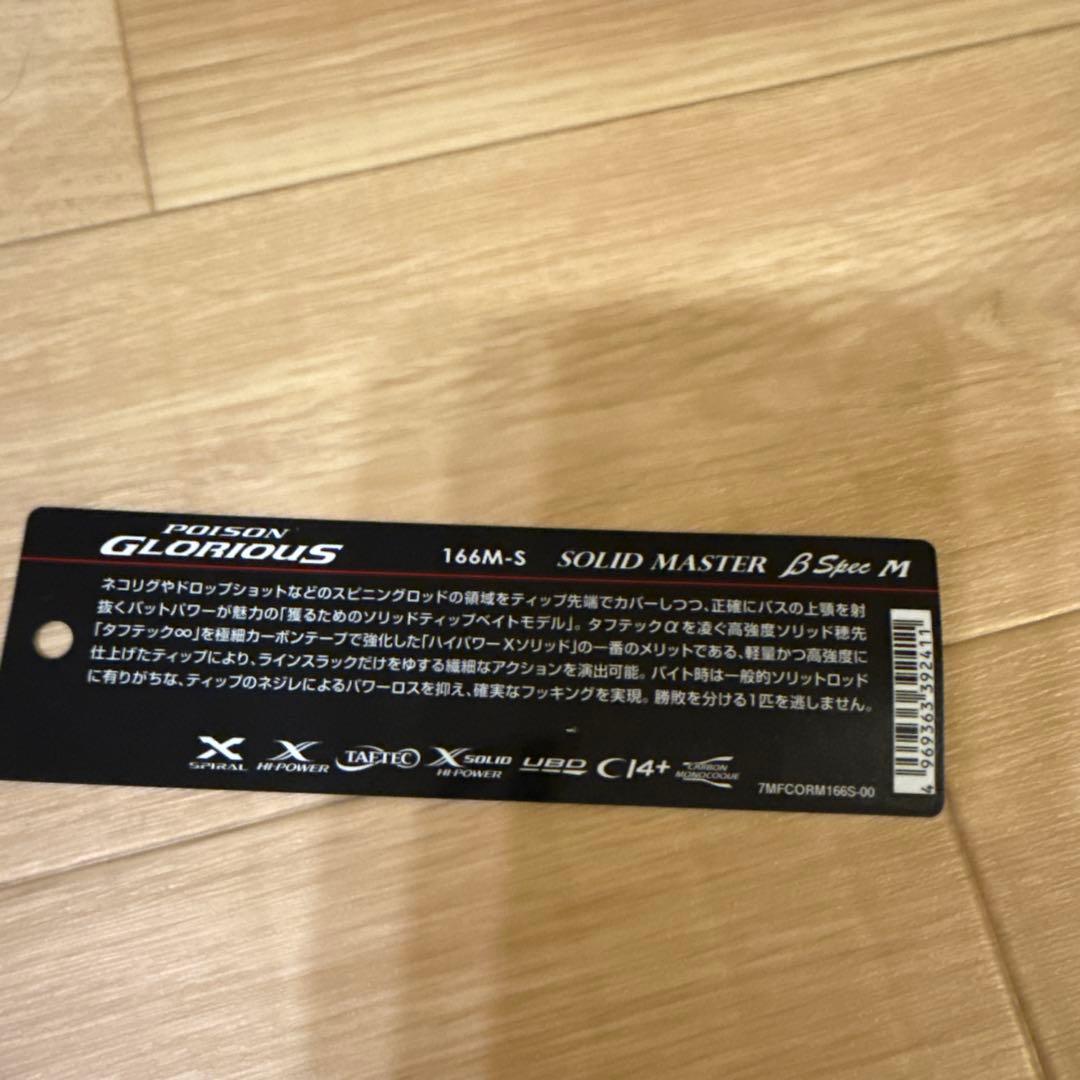 POISON
GLORIOUS 166M-S SOLID MASTER β Spec M
ネコリグやドロップショットなどのスピニングロッドの領域をティップ先端でカバーしつつ、正確にバスの上顎を射
抜くバットパワーが魅力の「獲るためのソリッドティップベイトモデル」。タフテックαを凌ぐ高強度ソリッド穂先
「タフテック∞」を極細カーボンテープで強化した「ハイパワーXソリッド」の一番のメリットである、軽量かつ高強度に
仕上げたティップにより、ラインスラックだけをゆする繊細なアクションを演出可能。バイト時は一般的ソリットロッド
に有りがちな、ティップのネジレによるパワーロスを抑え、確実なフッキングを実現。勝敗を分ける1匹を逃しません。
X SPIRAL X HI-POWER TAFTEC X SOLID HI-POWER UBD CI4+ CARBON MONOCOQUE
7MFCORM166S-00
4 969363 392411